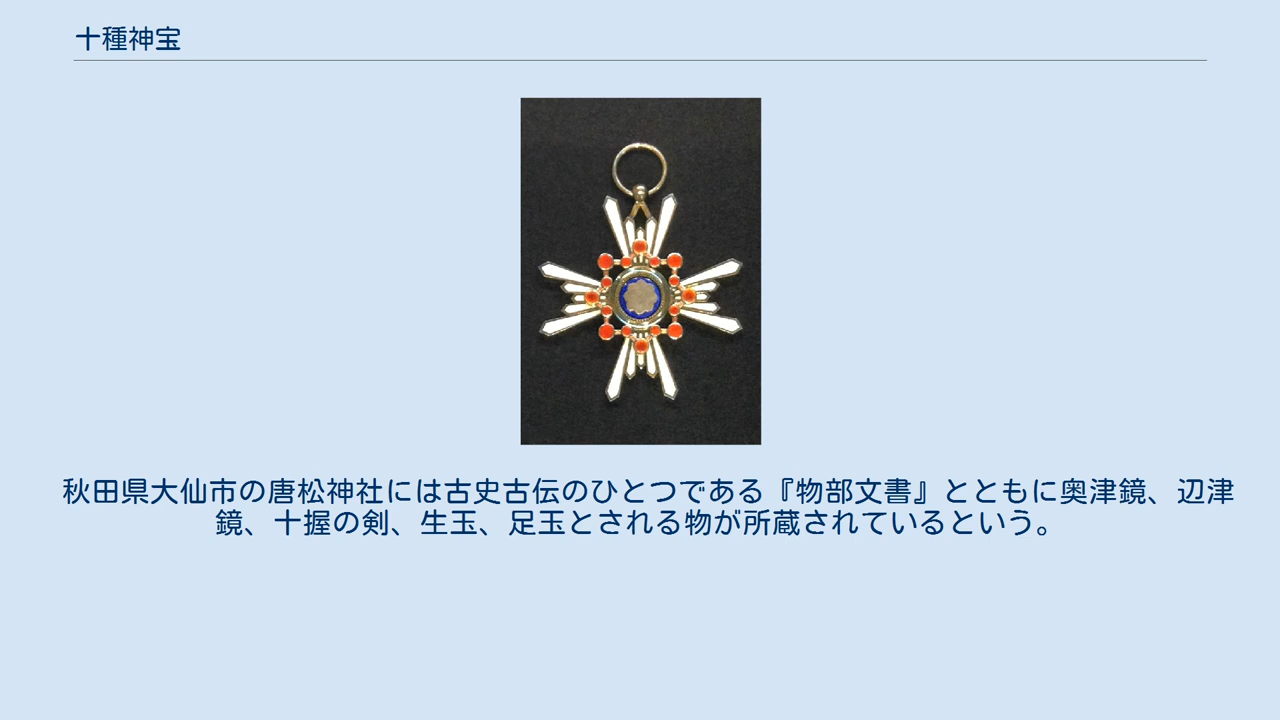 十種神宝
秋田県大仙市の唐松神社には古史古伝のひとつである『物部文書』とともに奥津鏡、辺津
鏡、十握の剣、生玉、足玉とされる物が所蔵されているという。